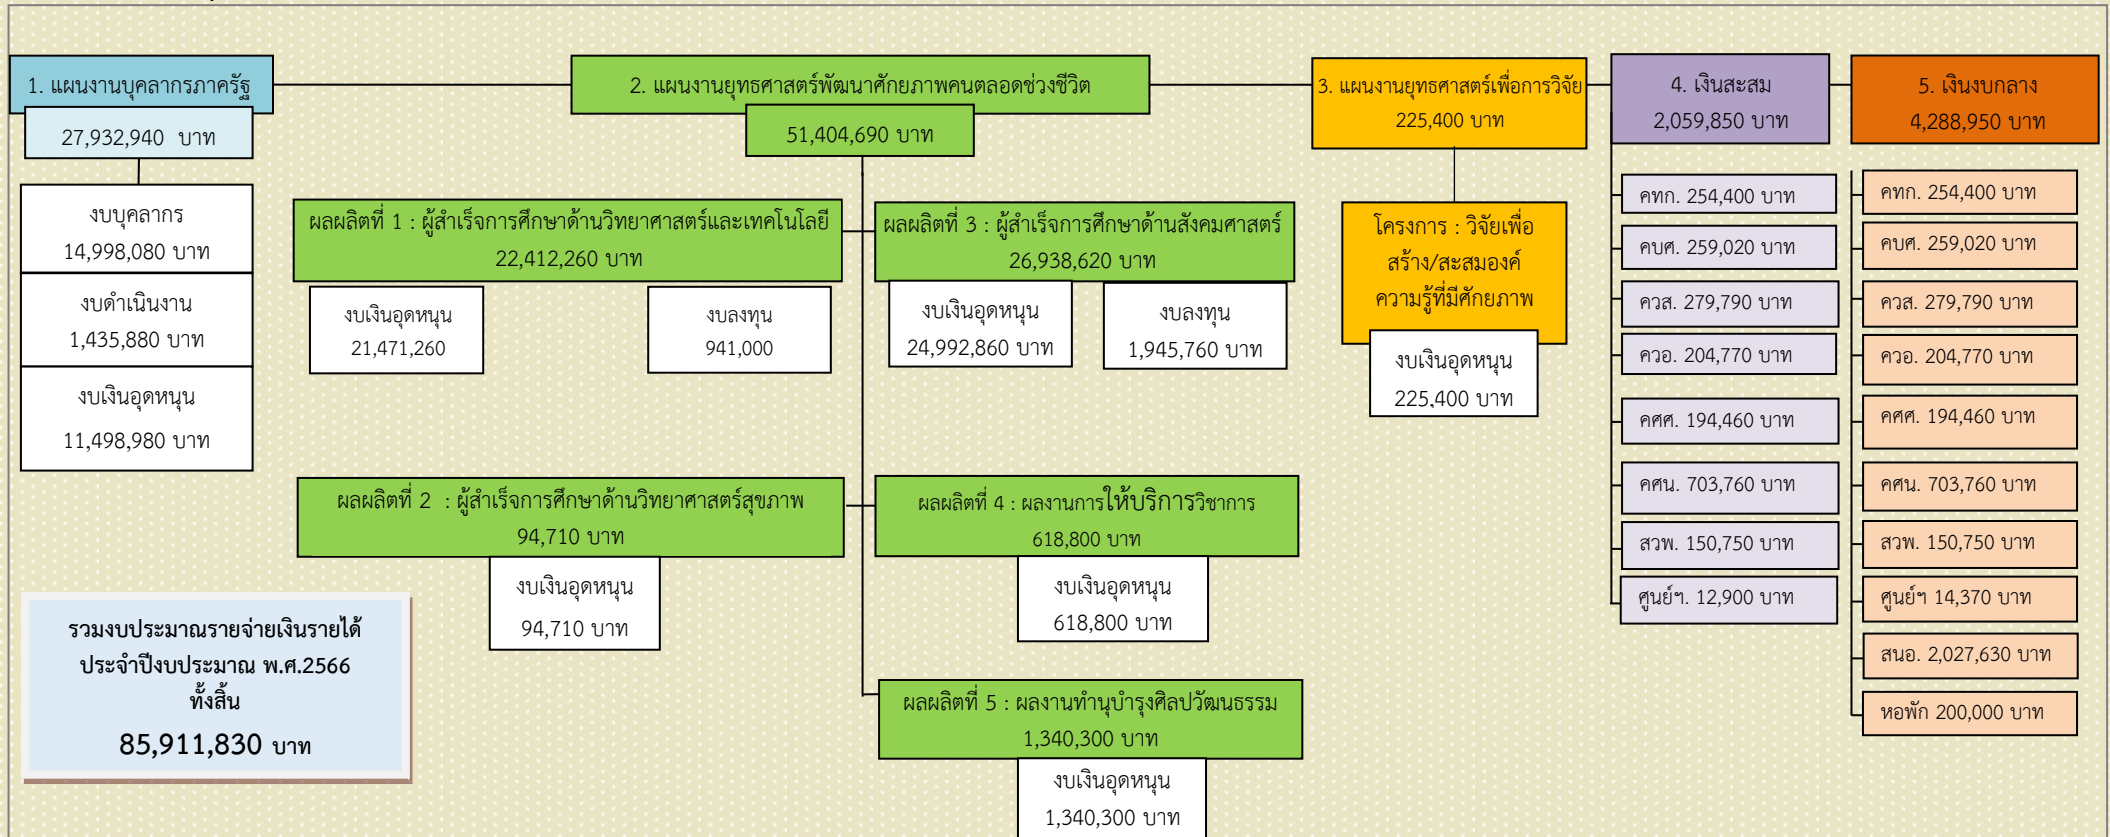 1. แผนงานบุคลากรภาครัฐ
27,932,940 บาท
งบบุคลากร
14,998,080 บาท
งบดำเนินงาน
1,435,880 บาท
งบเงินอุดหนุน
11,498,980 บาท
2. แผนงานยุทธศาสตร์พัฒนาศักยภาพคนตลอดช่วงชีวิต
51,404,690 บาท
ผลผลิตที่ 1 : ผู้สำเร็จการศึกษาด้านวิทยาศาสตร์และเทคโนโลยี
22,412,260 บาท
งบเงินอุดหนุน
21,471,260
งบลงทุน
941,000
ผลผลิตที่ 3 : ผู้สำเร็จการศึกษาด้านสังคมศาสตร์
26,938,620 บาท
งบเงินอุดหนุน
24,992,860 บาท
งบลงทุน
1,945,760 บาท
ผลผลิตที่ 2 : ผู้สำเร็จการศึกษาด้านวิทยาศาสตร์สุขภาพ
94,710 บาท
งบเงินอุดหนุน
94,710 บาท
ผลผลิตที่ 4 : ผลงานการให้บริการวิชาการ
618,800 บาท
งบเงินอุดหนุน
618,800 บาท
ผลผลิตที่ 5 : ผลงานทำนุบำรุงศิลปวัฒนธรรม
1,340,300 บาท
งบเงินอุดหนุน
1,340,300 บาท
3. แผนงานยุทธศาสตร์เพื่อการวิจัย
225,400 บาท
โครงการ : วิจัยเพื่อ
สร้าง/สะสมองค์
ความรู้ที่มีศักยภาพ
งบเงินอุดหนุน
225,400 บาท
4. เงินสะสม
2,059,850 บาท
คทก. 254,400 บาท
คบศ. 259,020 บาท
ควส. 279,790 บาท
ควอ. 204,770 บาท
คศศ. 194,460 บาท
คศน. 703,760 บาท
สวพ. 150,750 บาท
ศูนย์ฯ. 12,900 บาท
5. เงินงบกลาง
4,288,950 บาท
คทก. 254,400 บาท
คบศ. 259,020 บาท
ควส. 279,790 บาท
ควอ. 204,770 บาท
คศศ. 194,460 บาท
คศน. 703,760 บาท
สวพ. 150,750 บาท
ศูนย์ฯ 14,370 บาท
สนอ. 2,027,630 บาท
หอพัก 200,000 บาท
รวมงบประมาณรายจ่ายเงินรายได้
ประจำปีงบประมาณ พ.ศ.2566
ทั้งสิ้น
85,911,830 บาท